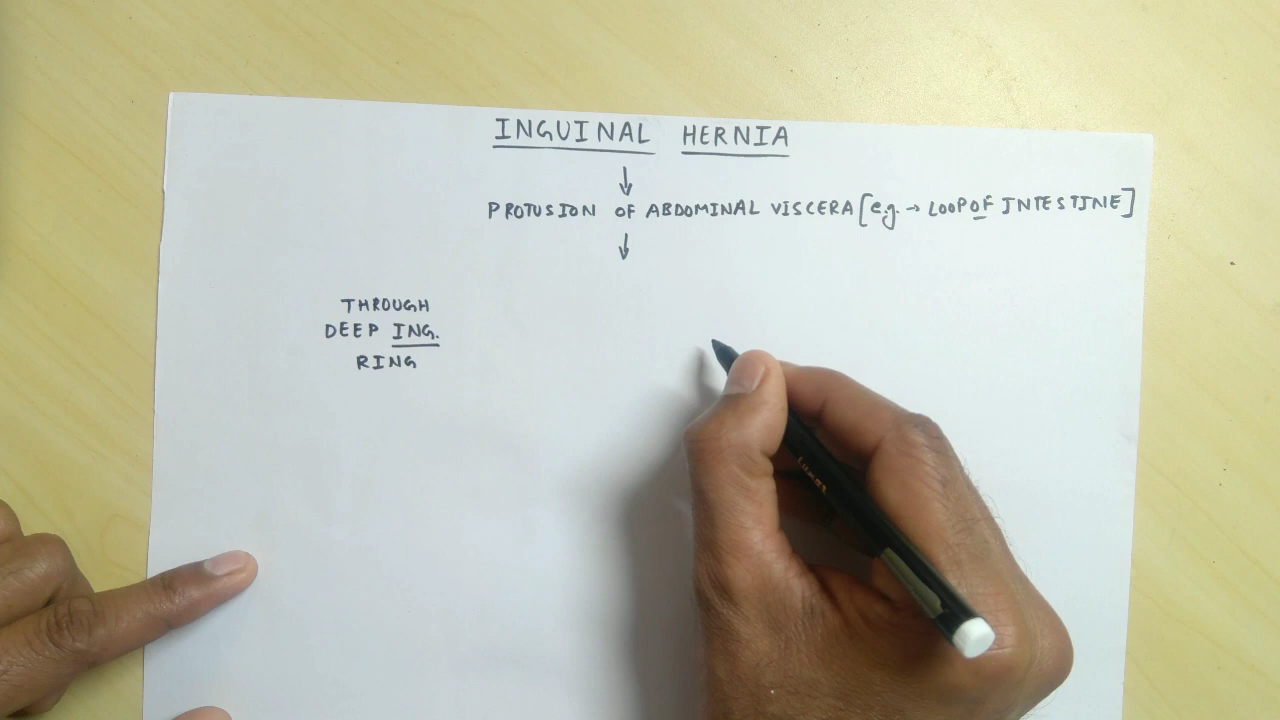 INGUINAL HERNIA
↓
PROTUSION OF ABDOMINAL VISCERA [e.g. → LOOP OF INTESTINE]
↓
THROUGH
DEEP ING.
RING